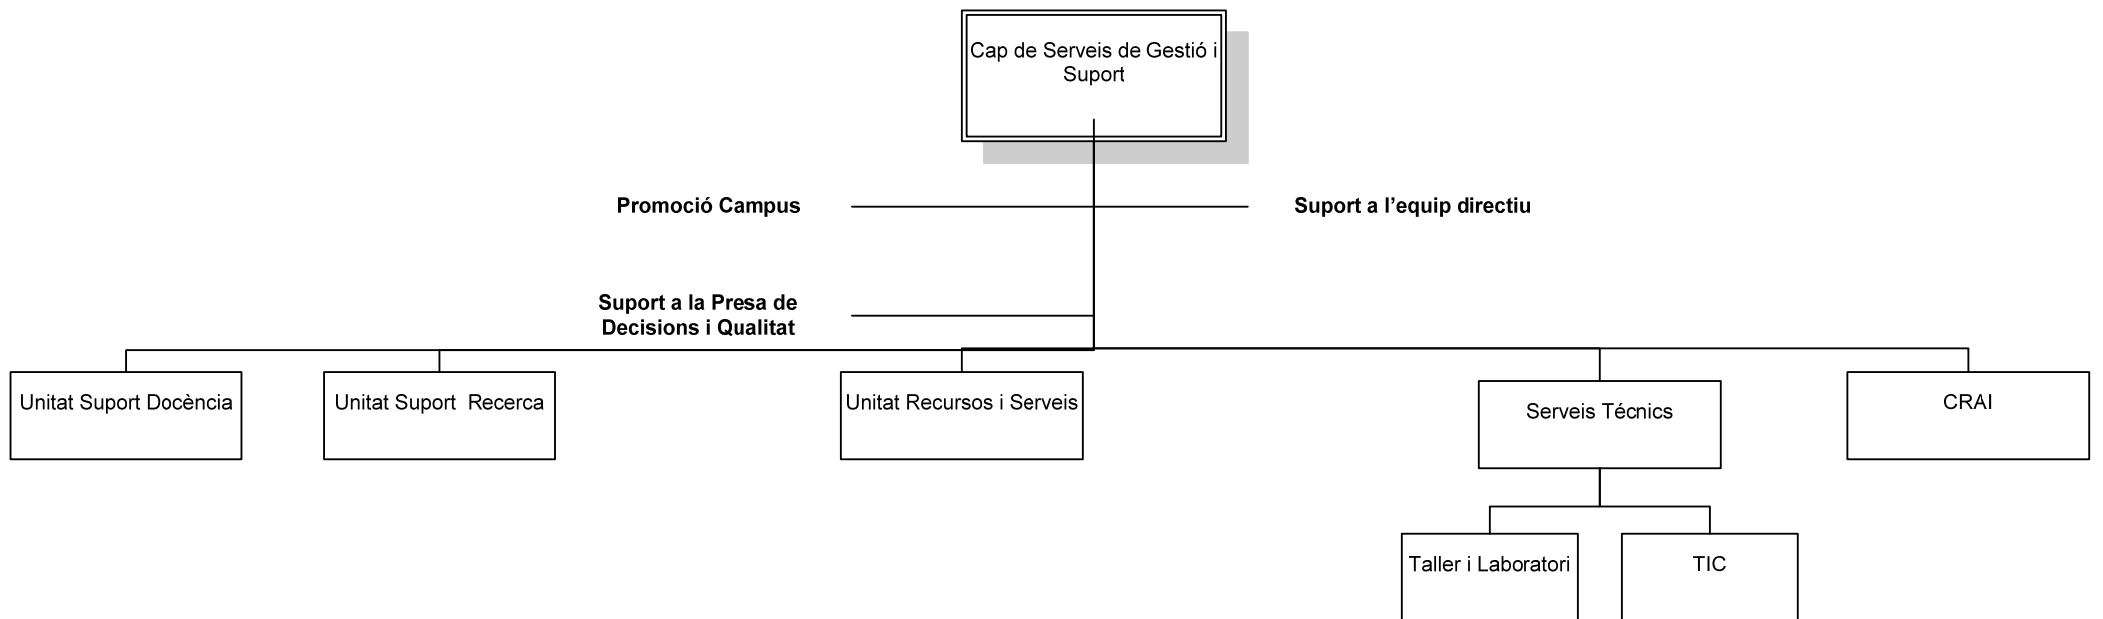 Cap de Serveis de Gestió i
Suport
Promoció Campus
Suport a l’equip directiu
Suport a la Presa de
Decisions i Qualitat
Unitat Suport Docència
Unitat Suport  Recerca
Unitat Recursos i Serveis
Serveis Técnics
CRAI
Taller i Laboratori
TIC